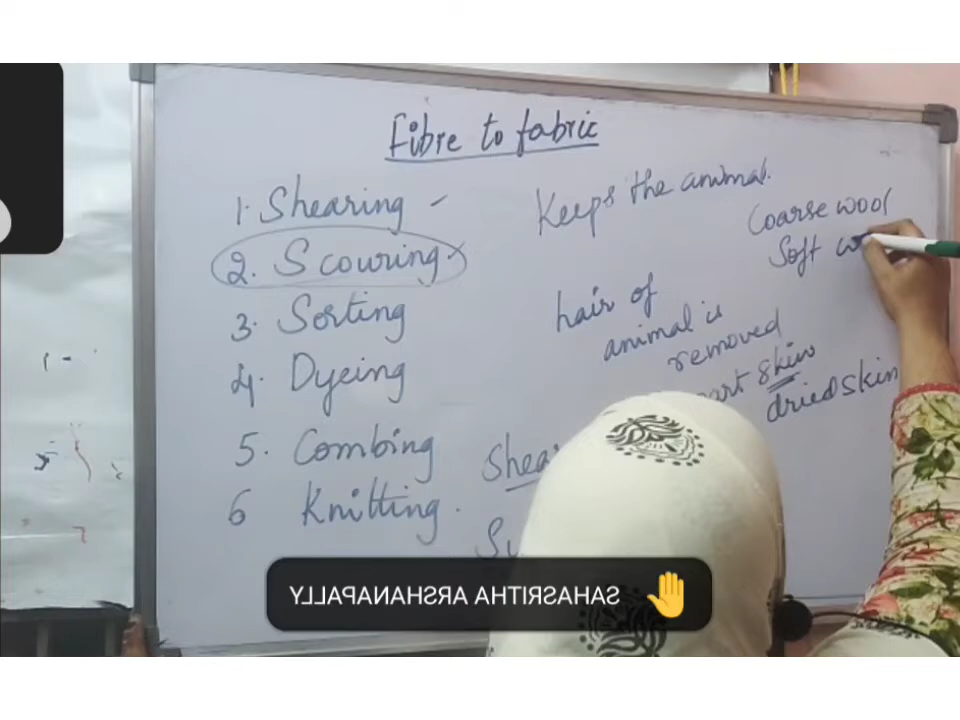 Fibre to fabric
1. Shearing -
2. Scouring
3. Sorting
4. Dyeing
5. Combing
6 Knitting.
Keeps the animal.
Coarse wool
Soft
hair of
animal is
removed
skin
dried skin
SAHASRITHA ARSHANAPALLY